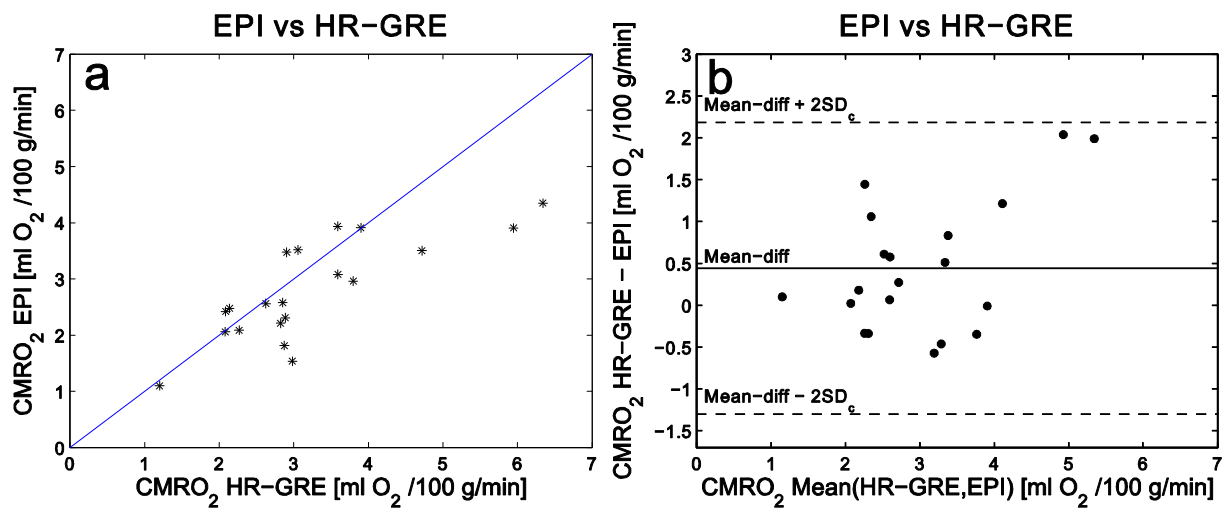 EPI vs HR−GRE
a
CMRO2 EPI [ml O2 /100 g/min]
7
6
5
4
3
2
1
0
0 1 2 3 4 5 6 7
CMRO2 HR−GRE [ml O2 /100 g/min]
EPI vs HR−GRE
b
CMRO2 HR−GRE − EPI [ml O2 /100 g/min]
3
2.5
2
1.5
1
0.5
0
−0.5
−1
−1.5
Mean−diff + 2SDc
Mean−diff
Mean−diff − 2SDc
0 1 2 3 4 5 6 7
CMRO2 Mean(HR−GRE,EPI) [ml O2 /100 g/min]